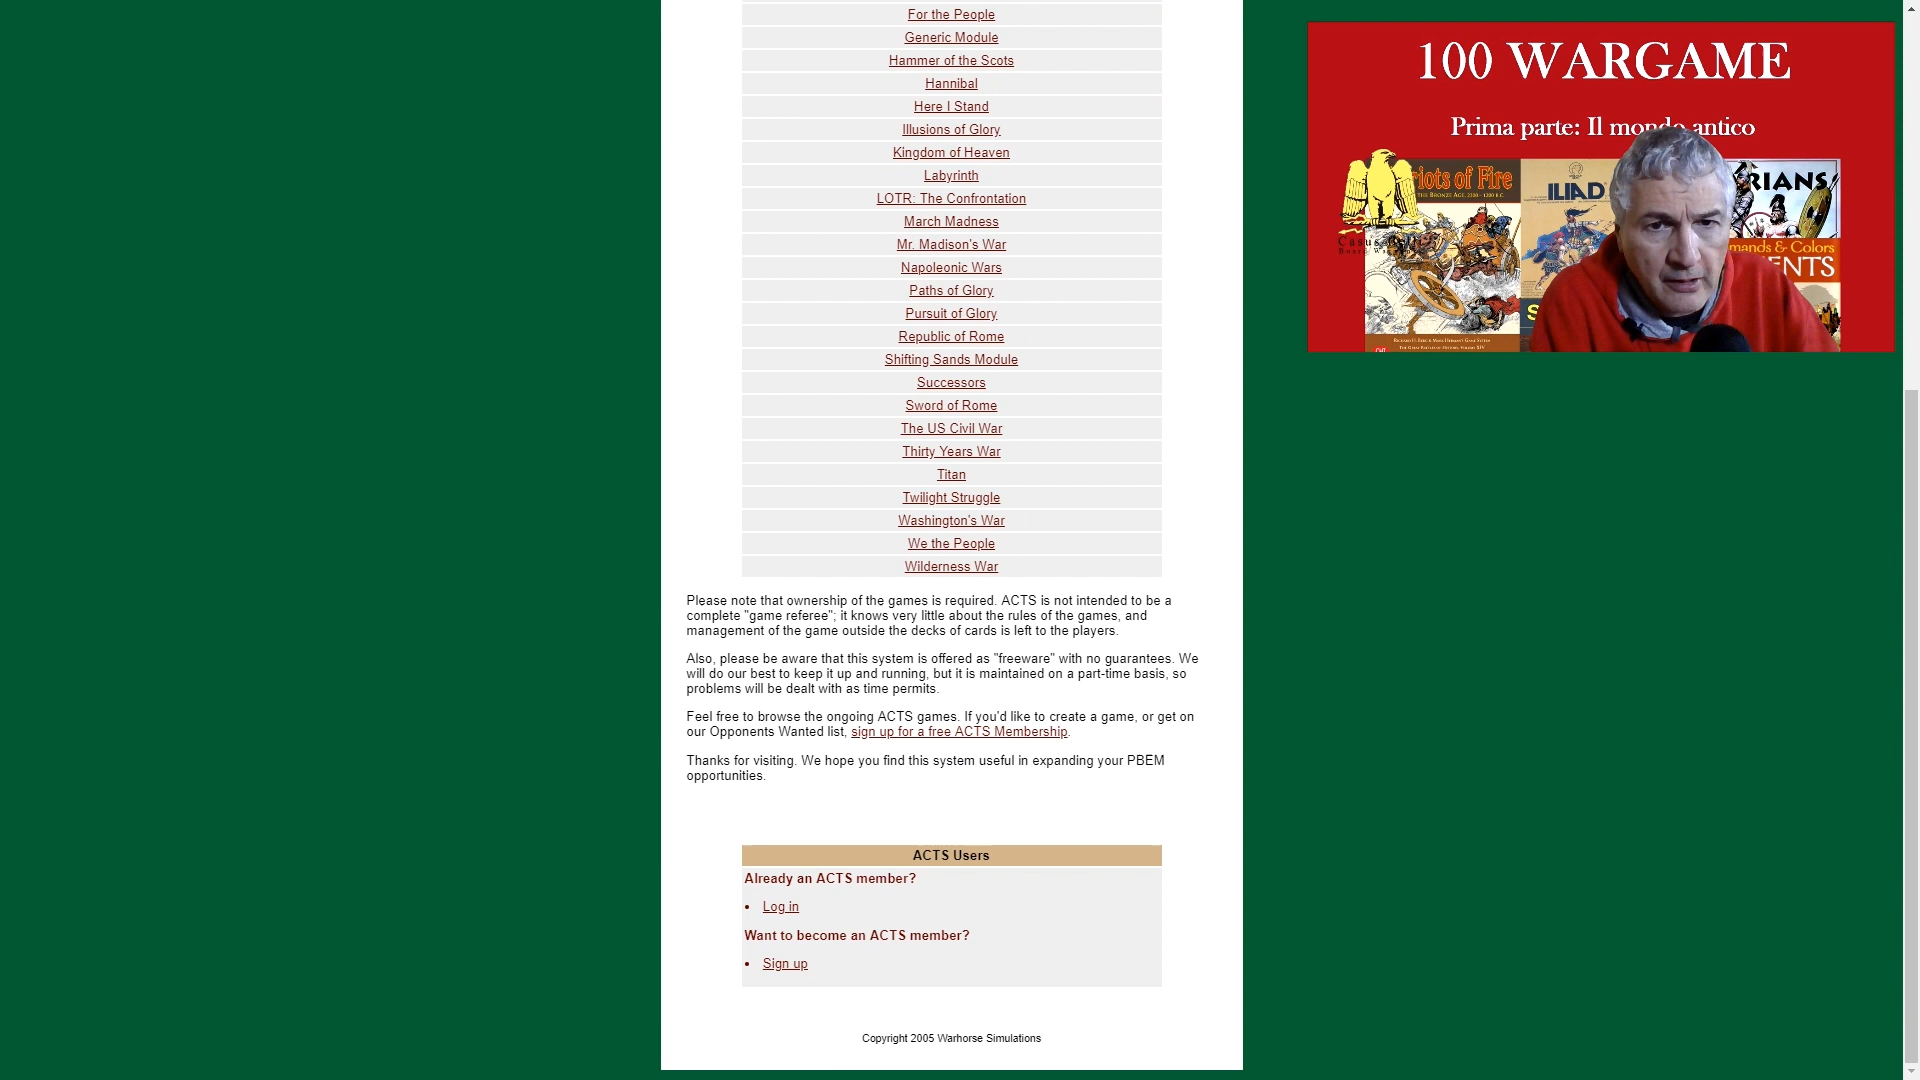 For the People
Generic Module
Hammer of the Scots
Hannibal
Here I Stand
Illusions of Glory
Kingdom of Heaven
Labyrinth
LOTR: The Confrontation
March Madness
Mr. Madison's War
Napoleonic Wars
Paths of Glory
Pursuit of Glory
Republic of Rome
Shifting Sands Module
Successors
Sword of Rome
The US Civil War
Thirty Years War
Titan
Twilight Struggle
Washington's War
We the People
Wilderness War
Please note that ownership of the games is required. ACTS is not intended to be a
complete "game referee"; it knows very little about the rules of the games, and
management of the game outside the decks of cards is left to the players.
Also, please be aware that this system is offered as "freeware" with no guarantees. We
will do our best to keep it up and running, but it is maintained on a part-time basis, so
problems will be dealt with as time permits.
Feel free to browse the ongoing ACTS games. If you'd like to create a game, or get on
our Opponents Wanted list, sign up for a free ACTS Membership.
Thanks for visiting. We hope you find this system useful in expanding your PBEM
opportunities.
ACTS Users
Already an ACTS member?
• Log in
Want to become an ACTS member?
• Sign up
Copyright 2005 Warhorse Simulations
100 WARGAME
Prima parte: Il mondo antico
riots of Fire
THE BRONZE AGE,
ILIAD
RIANS
mands & Colors
ENTS
Casus